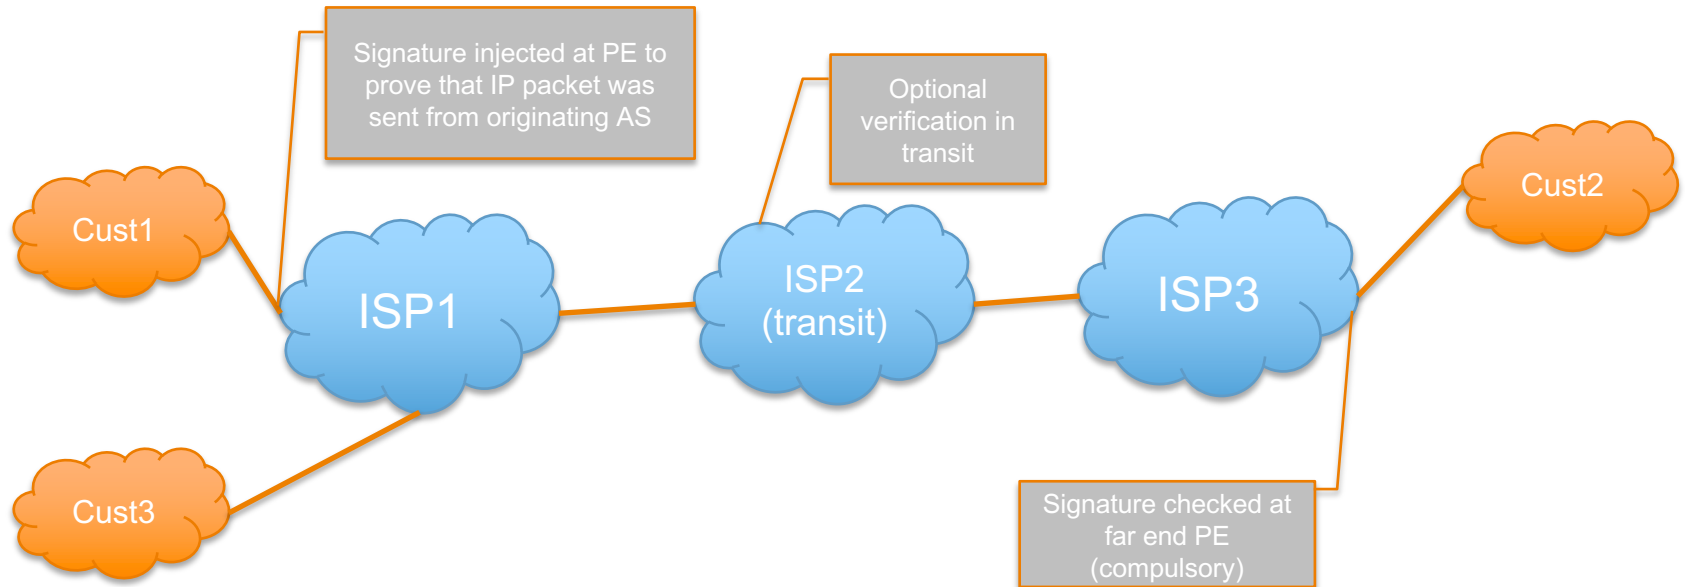 Signature injected at PE to
prove that IP packet was
sent from originating AS
Optional
verification in
transit
Cust1
ISP1
ISP2
(transit)
ISP3
Cust2
Cust3
Signature checked at
far end PE
(compulsory)